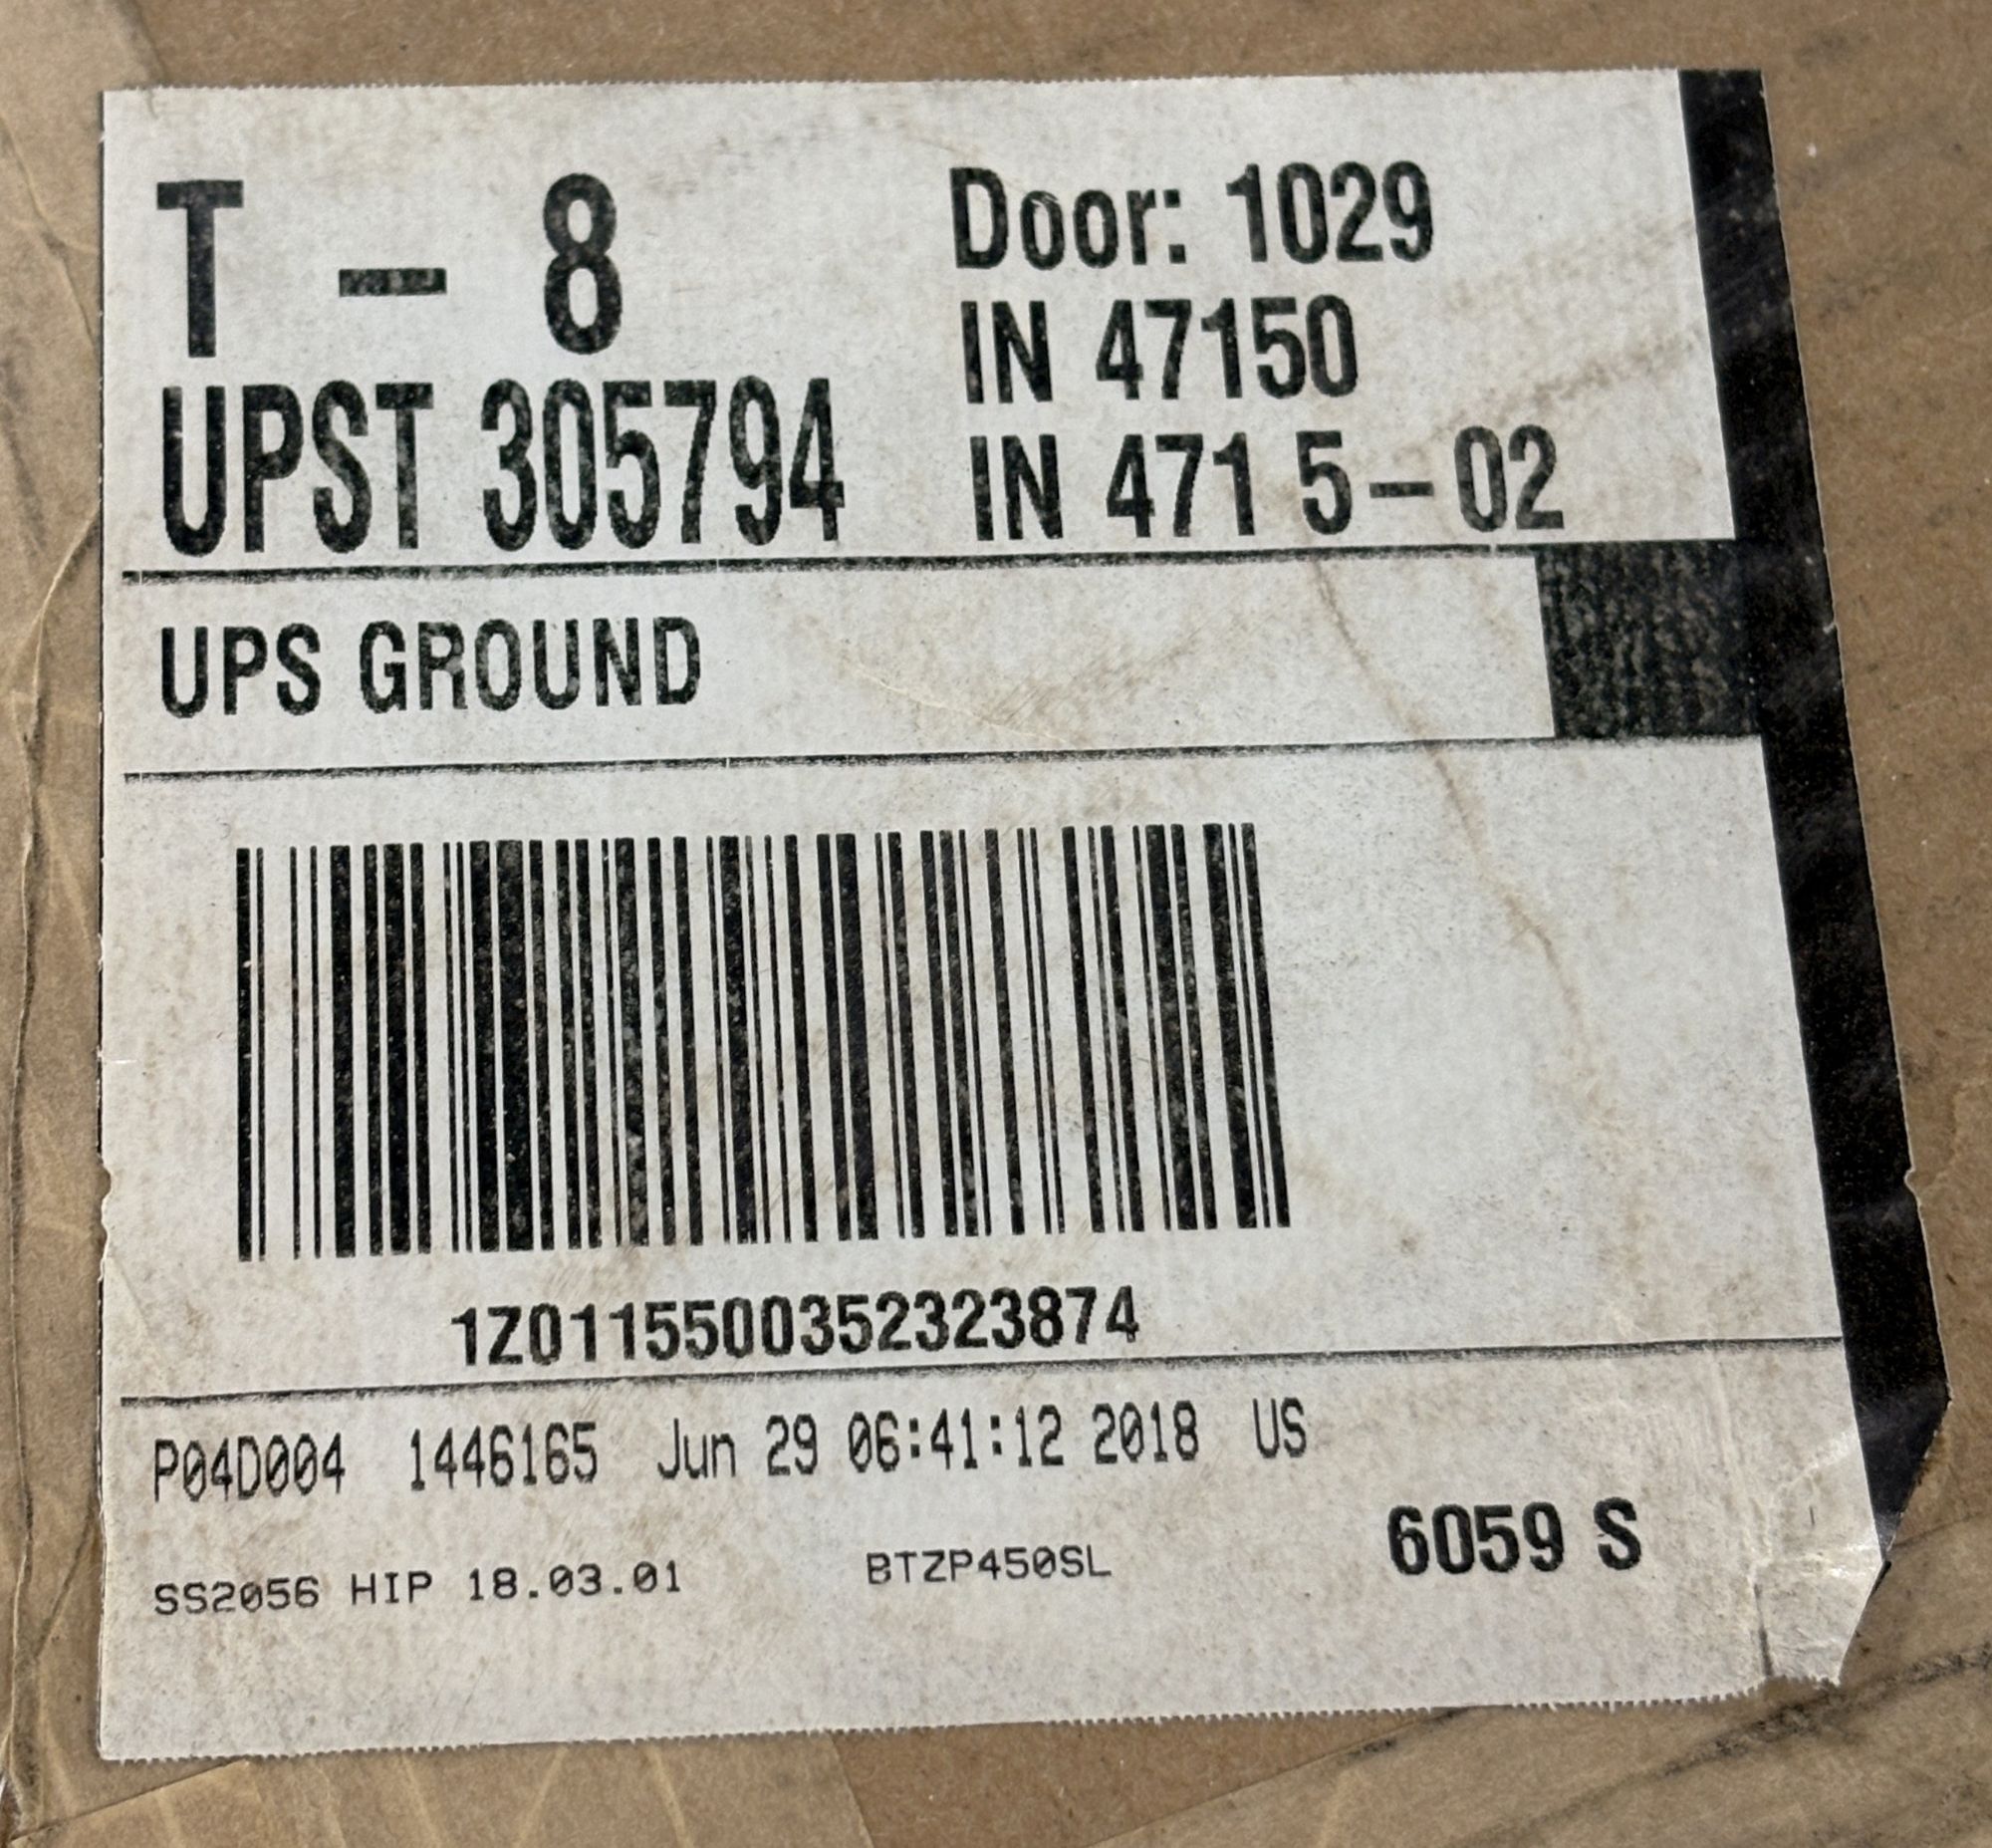 T – 8
UPST 305794
Door: 1029
IN 47150
IN 471 5 – 02
UPS GROUND
1Z0115500352323874
P04D004 1446165 Jun 29 06:41:12 2018 US
SS2056 HIP 18.03.01 BTZP450SL 6059 S